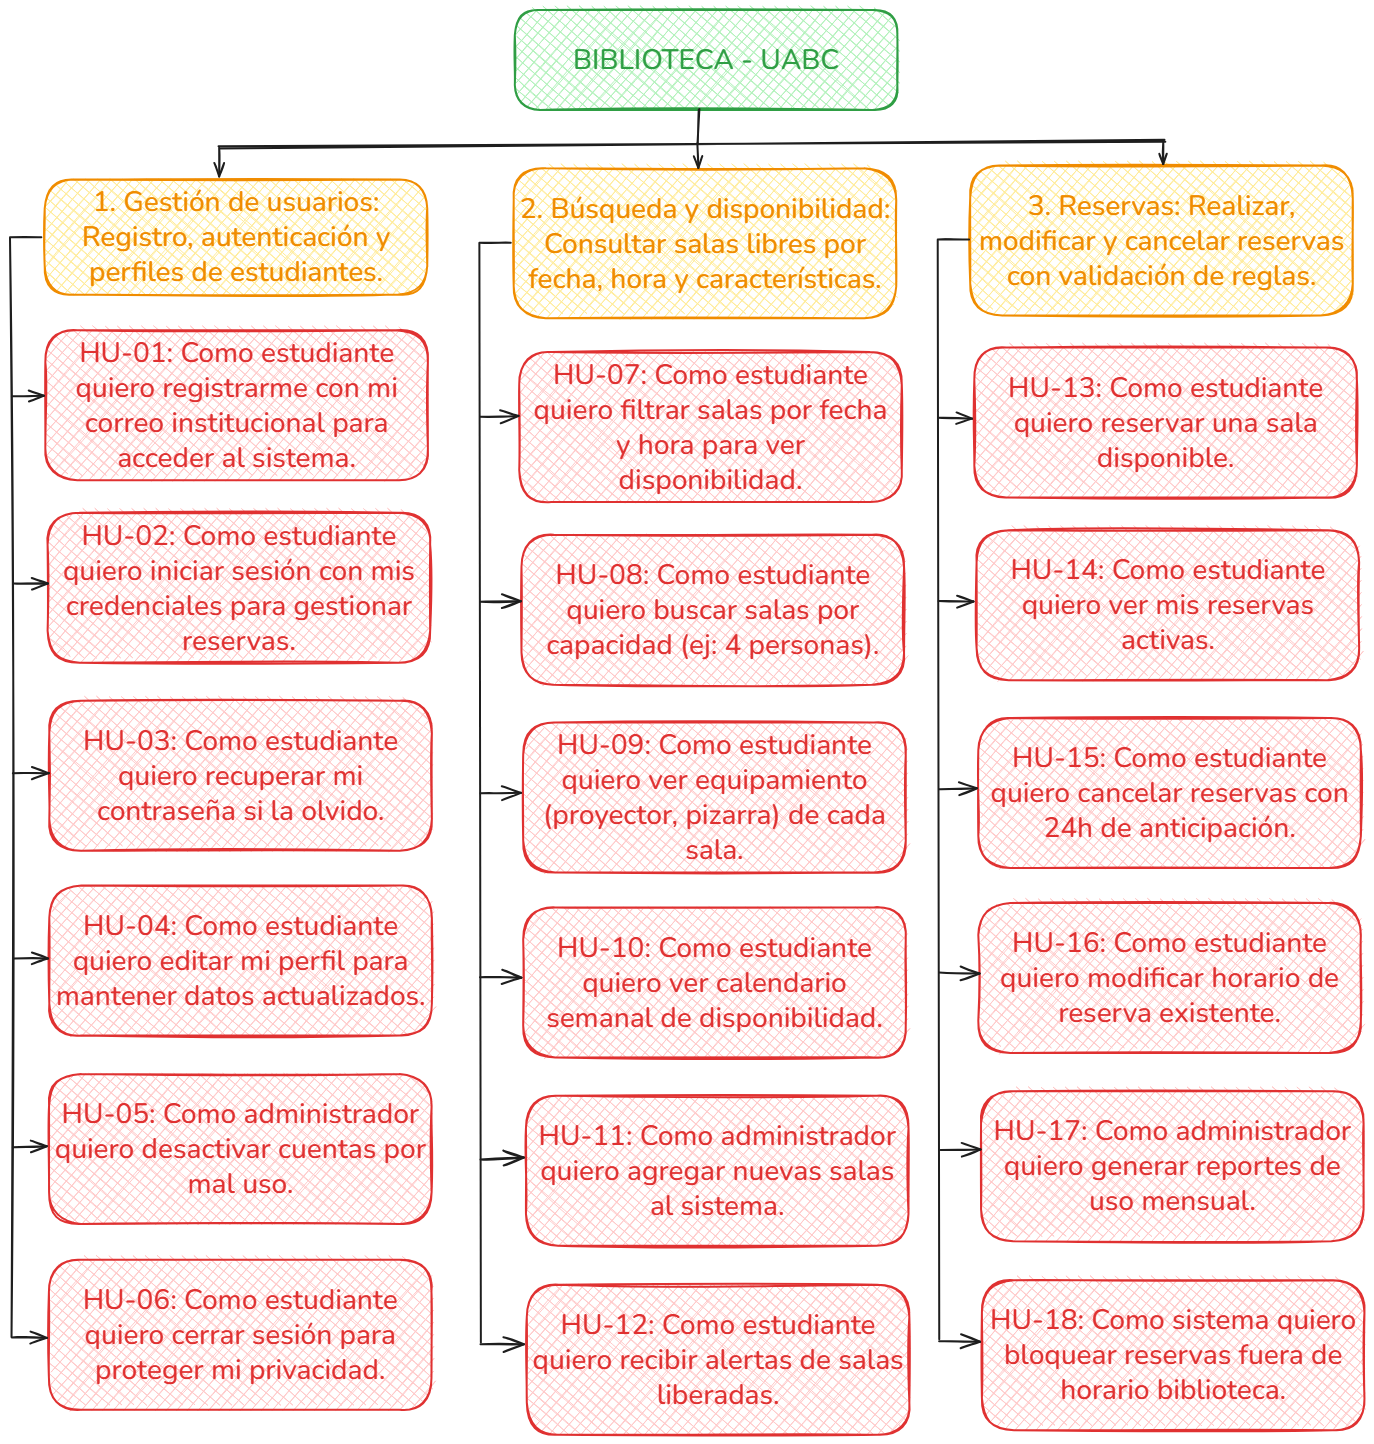 BIBLIOTECA - UABC
1. Gestión de usuarios:
Registro, autenticación y
perfiles de estudiantes.
HU-01: Como estudiante
quiero registrarme con mi
correo institucional para
acceder al sistema.
HU-02: Como estudiante
quiero iniciar sesión con mis
credenciales para gestionar
reservas.
HU-03: Como estudiante
quiero recuperar mi
contraseña si la olvido.
HU-04: Como estudiante
quiero editar mi perfil para
mantener datos actualizados.
HU-05: Como administrador
quiero desactivar cuentas por
mal uso.
HU-06: Como estudiante
quiero cerrar sesión para
proteger mi privacidad.
2. Búsqueda y disponibilidad:
Consultar salas libres por
fecha, hora y características.
HU-07: Como estudiante
quiero filtrar salas por fecha
y hora para ver
disponibilidad.
HU-08: Como estudiante
quiero buscar salas por
capacidad (ej: 4 personas).
HU-09: Como estudiante
quiero ver equipamiento
(proyector, pizarra) de cada
sala.
HU-10: Como estudiante
quiero ver calendario
semanal de disponibilidad.
HU-11: Como administrador
quiero agregar nuevas salas
al sistema.
HU-12: Como estudiante
quiero recibir alertas de salas
liberadas.
3. Reservas: Realizar,
modificar y cancelar reservas
con validación de reglas.
HU-13: Como estudiante
quiero reservar una sala
disponible.
HU-14: Como estudiante
quiero ver mis reservas
activas.
HU-15: Como estudiante
quiero cancelar reservas con
24h de anticipación.
HU-16: Como estudiante
quiero modificar horario de
reserva existente.
HU-17: Como administrador
quiero generar reportes de
uso mensual.
HU-18: Como sistema quiero
bloquear reservas fuera de
horario biblioteca.